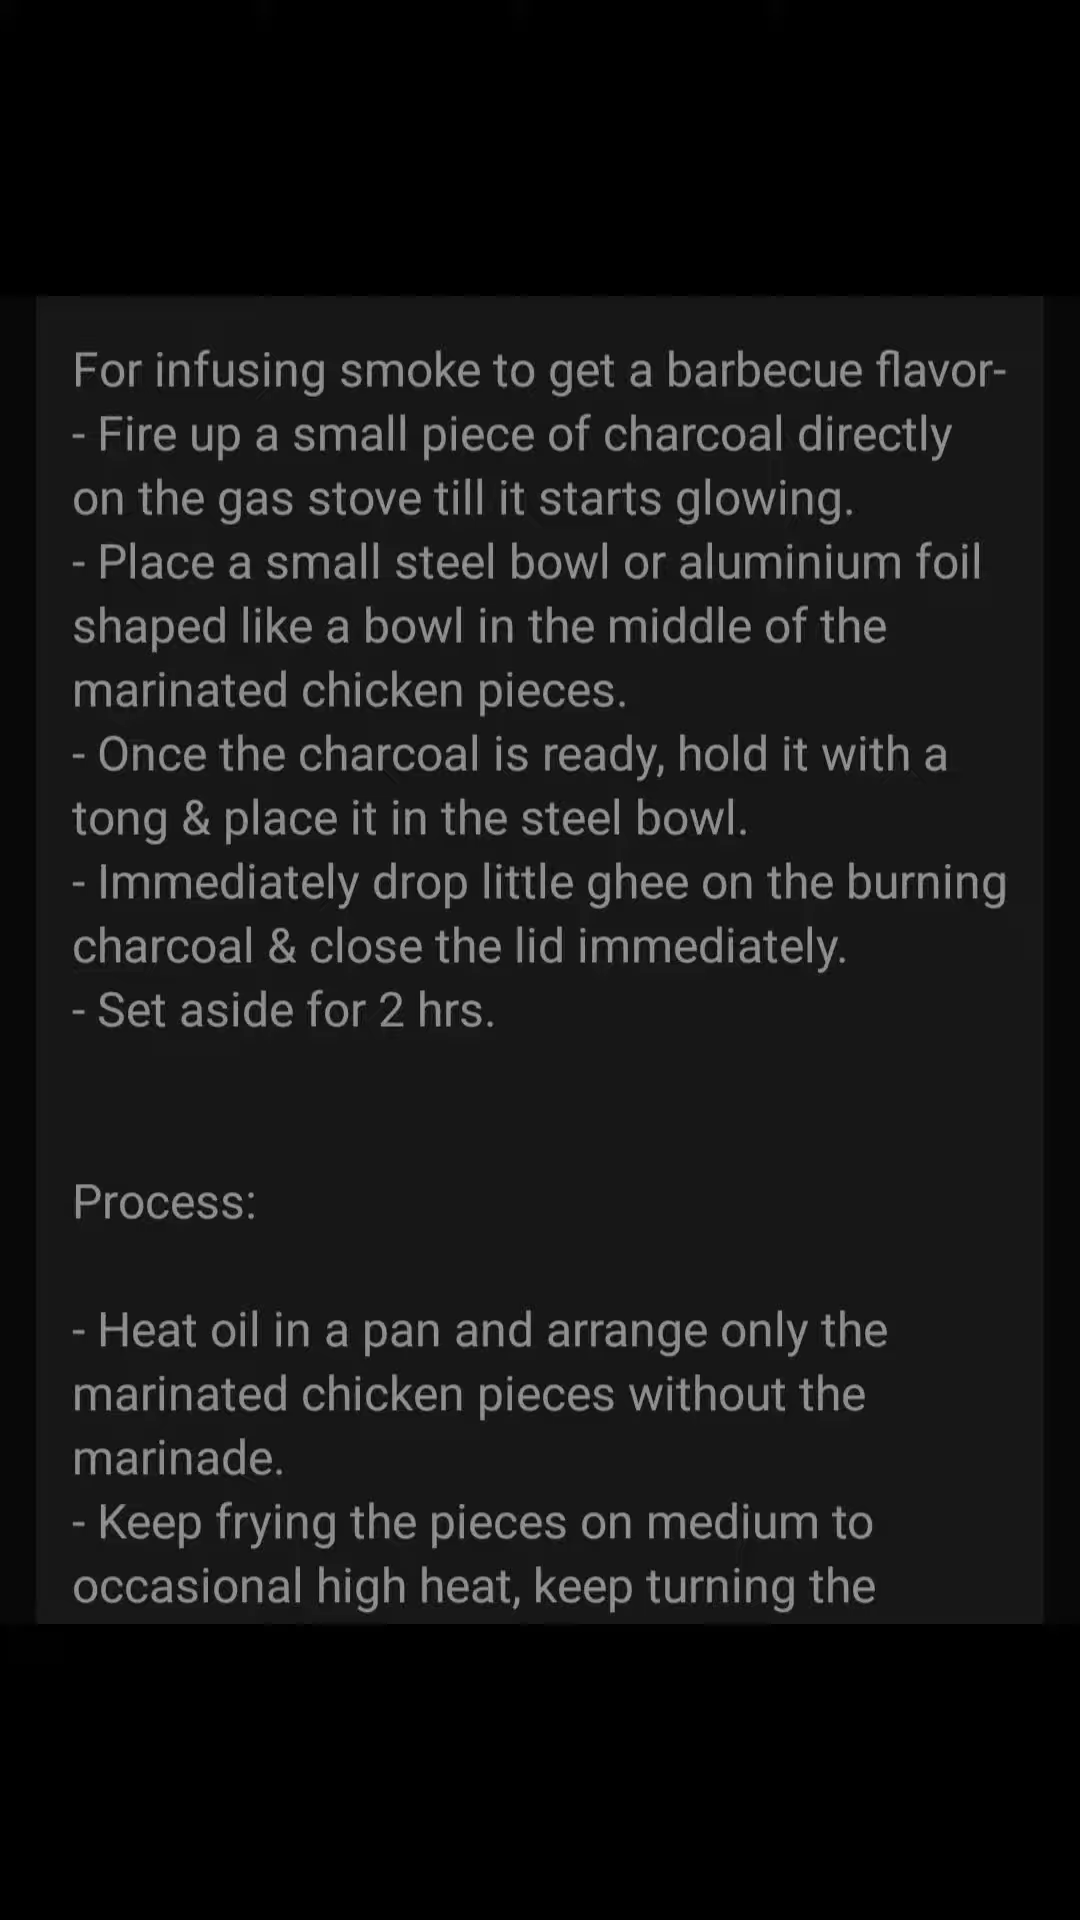 For infusing smoke to get a barbecue flavor-
- Fire up a small piece of charcoal directly
on the gas stove till it starts glowing.
- Place a small steel bowl or aluminium foil
shaped like a bowl in the middle of the
marinated chicken pieces.
- Once the charcoal is ready, hold it with a
tong & place it in the steel bowl.
- Immediately drop little ghee on the burning
charcoal & close the lid immediately.
- Set aside for 2 hrs.
Process:
- Heat oil in a pan and arrange only the
marinated chicken pieces without the
marinade.
- Keep frying the pieces on medium to
occasional high heat, keep turning the